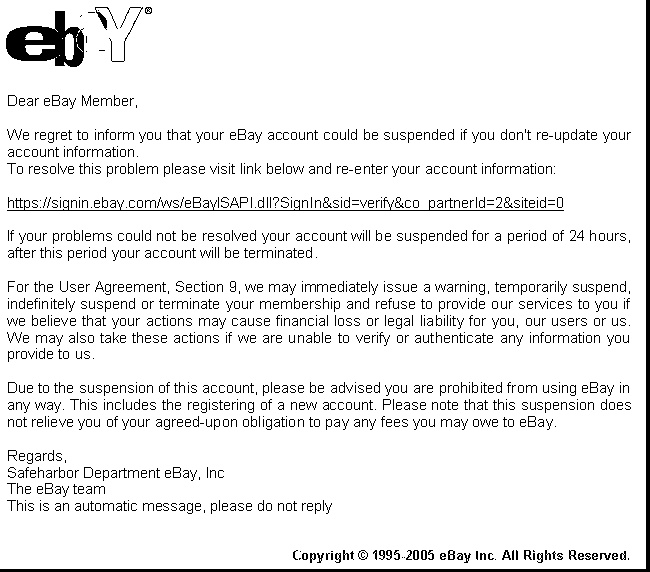 ebY®
Dear eBay Member,
We regret to inform you that your eBay account could be suspended if you don't re-update your
account information.
To resolve this problem please visit link below and re-enter your account information:
https://signin.ebay.com/ws/eBayISAPI.dll?SignIn&sid=verify&co_partnerId=2&siteid=0
If your problems could not be resolved your account will be suspended for a period of 24 hours,
after this period your account will be terminated.
For the User Agreement, Section 9, we may immediately issue a warning, temporarily suspend,
indefinitely suspend or terminate your membership and refuse to provide our services to you if
we believe that your actions may cause financial loss or legal liability for you, our users or us.
We may also take these actions if we are unable to verify or authenticate any information you
provide to us.
Due to the suspension of this account, please be advised you are prohibited from using eBay in
any way. This includes the registering of a new account. Please note that this suspension does
not relieve you of your agreed-upon obligation to pay any fees you may owe to eBay.
Regards,
Safeharbor Department eBay, Inc
The eBay team
This is an automatic message, please do not reply
Copyright © 1995-2005 eBay Inc. All Rights Reserved.